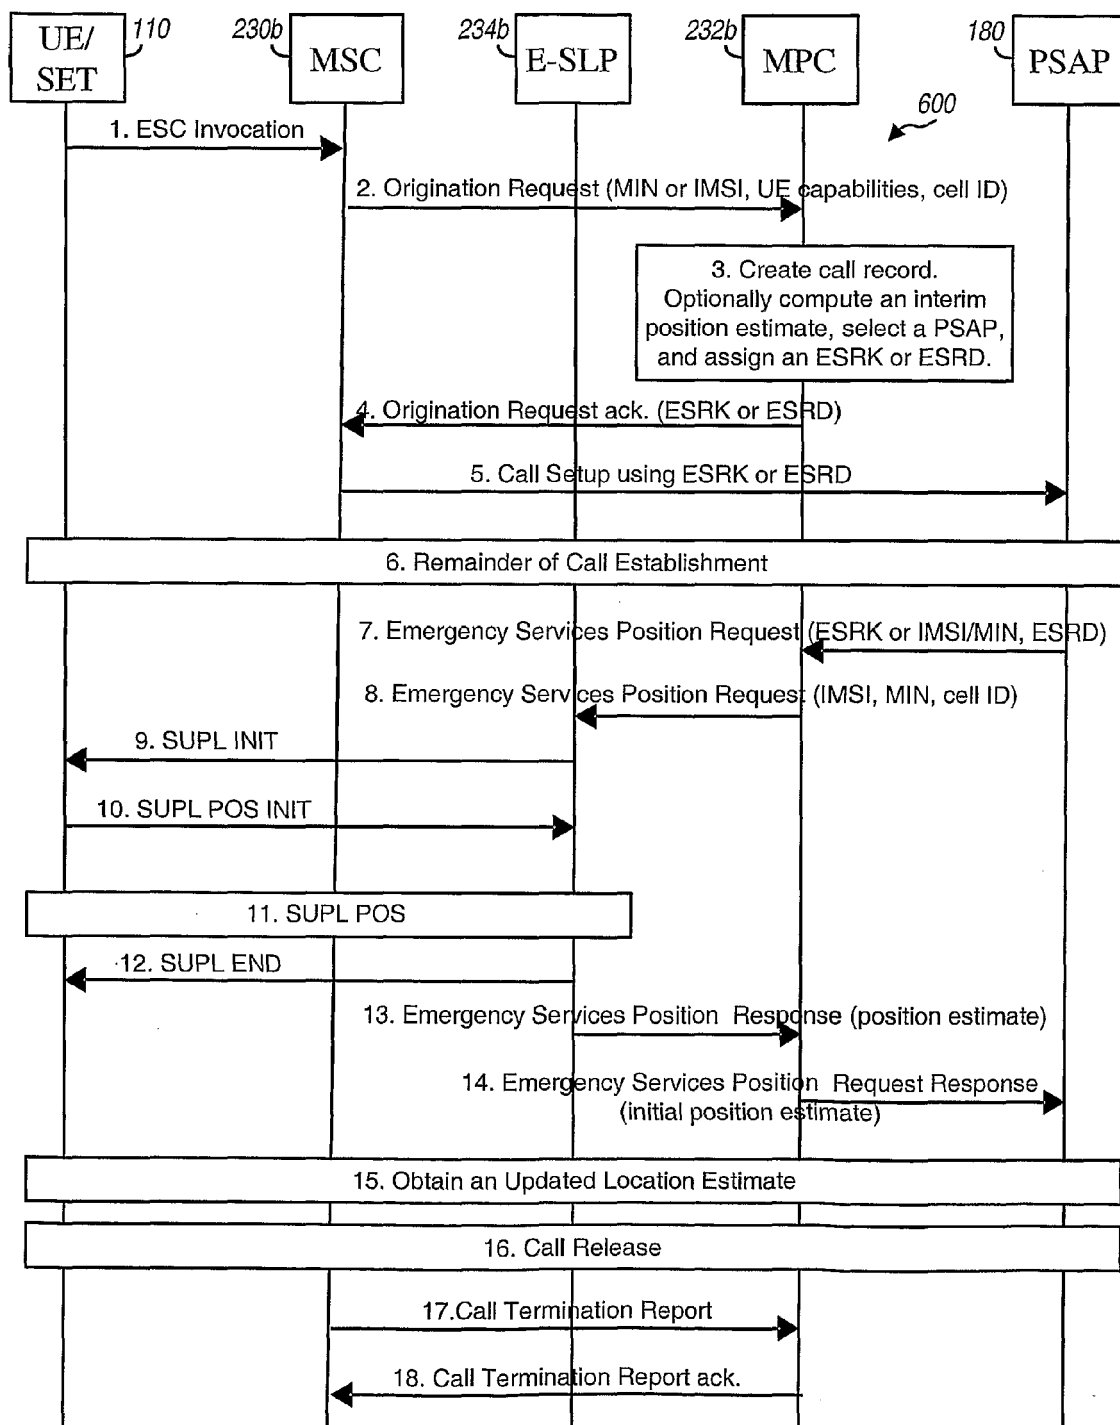 UE/
SET
110
230b
MSC
234b
E-SLP
232b
MPC
180
PSAP
600
1. ESC Invocation
2. Origination Request (MIN or IMSI, UE capabilities, cell ID)
3. Create call record.
Optionally compute an interim
position estimate, select a PSAP,
and assign an ESRK or ESRD.
4. Origination Request ack. (ESRK or ESRD)
5. Call Setup using ESRK or ESRD
6. Remainder of Call Establishment
7. Emergency Services Position Request (ESRK or IMSI/MIN, ESRD)
8. Emergency Services Position Request (IMSI, MIN, cell ID)
9. SUPL INIT
10. SUPL POS INIT
11. SUPL POS
12. SUPL END
13. Emergency Services Position Response (position estimate)
14. Emergency Services Position Request Response
(initial position estimate)
15. Obtain an Updated Location Estimate
16. Call Release
17.Call Termination Report
18. Call Termination Report ack.